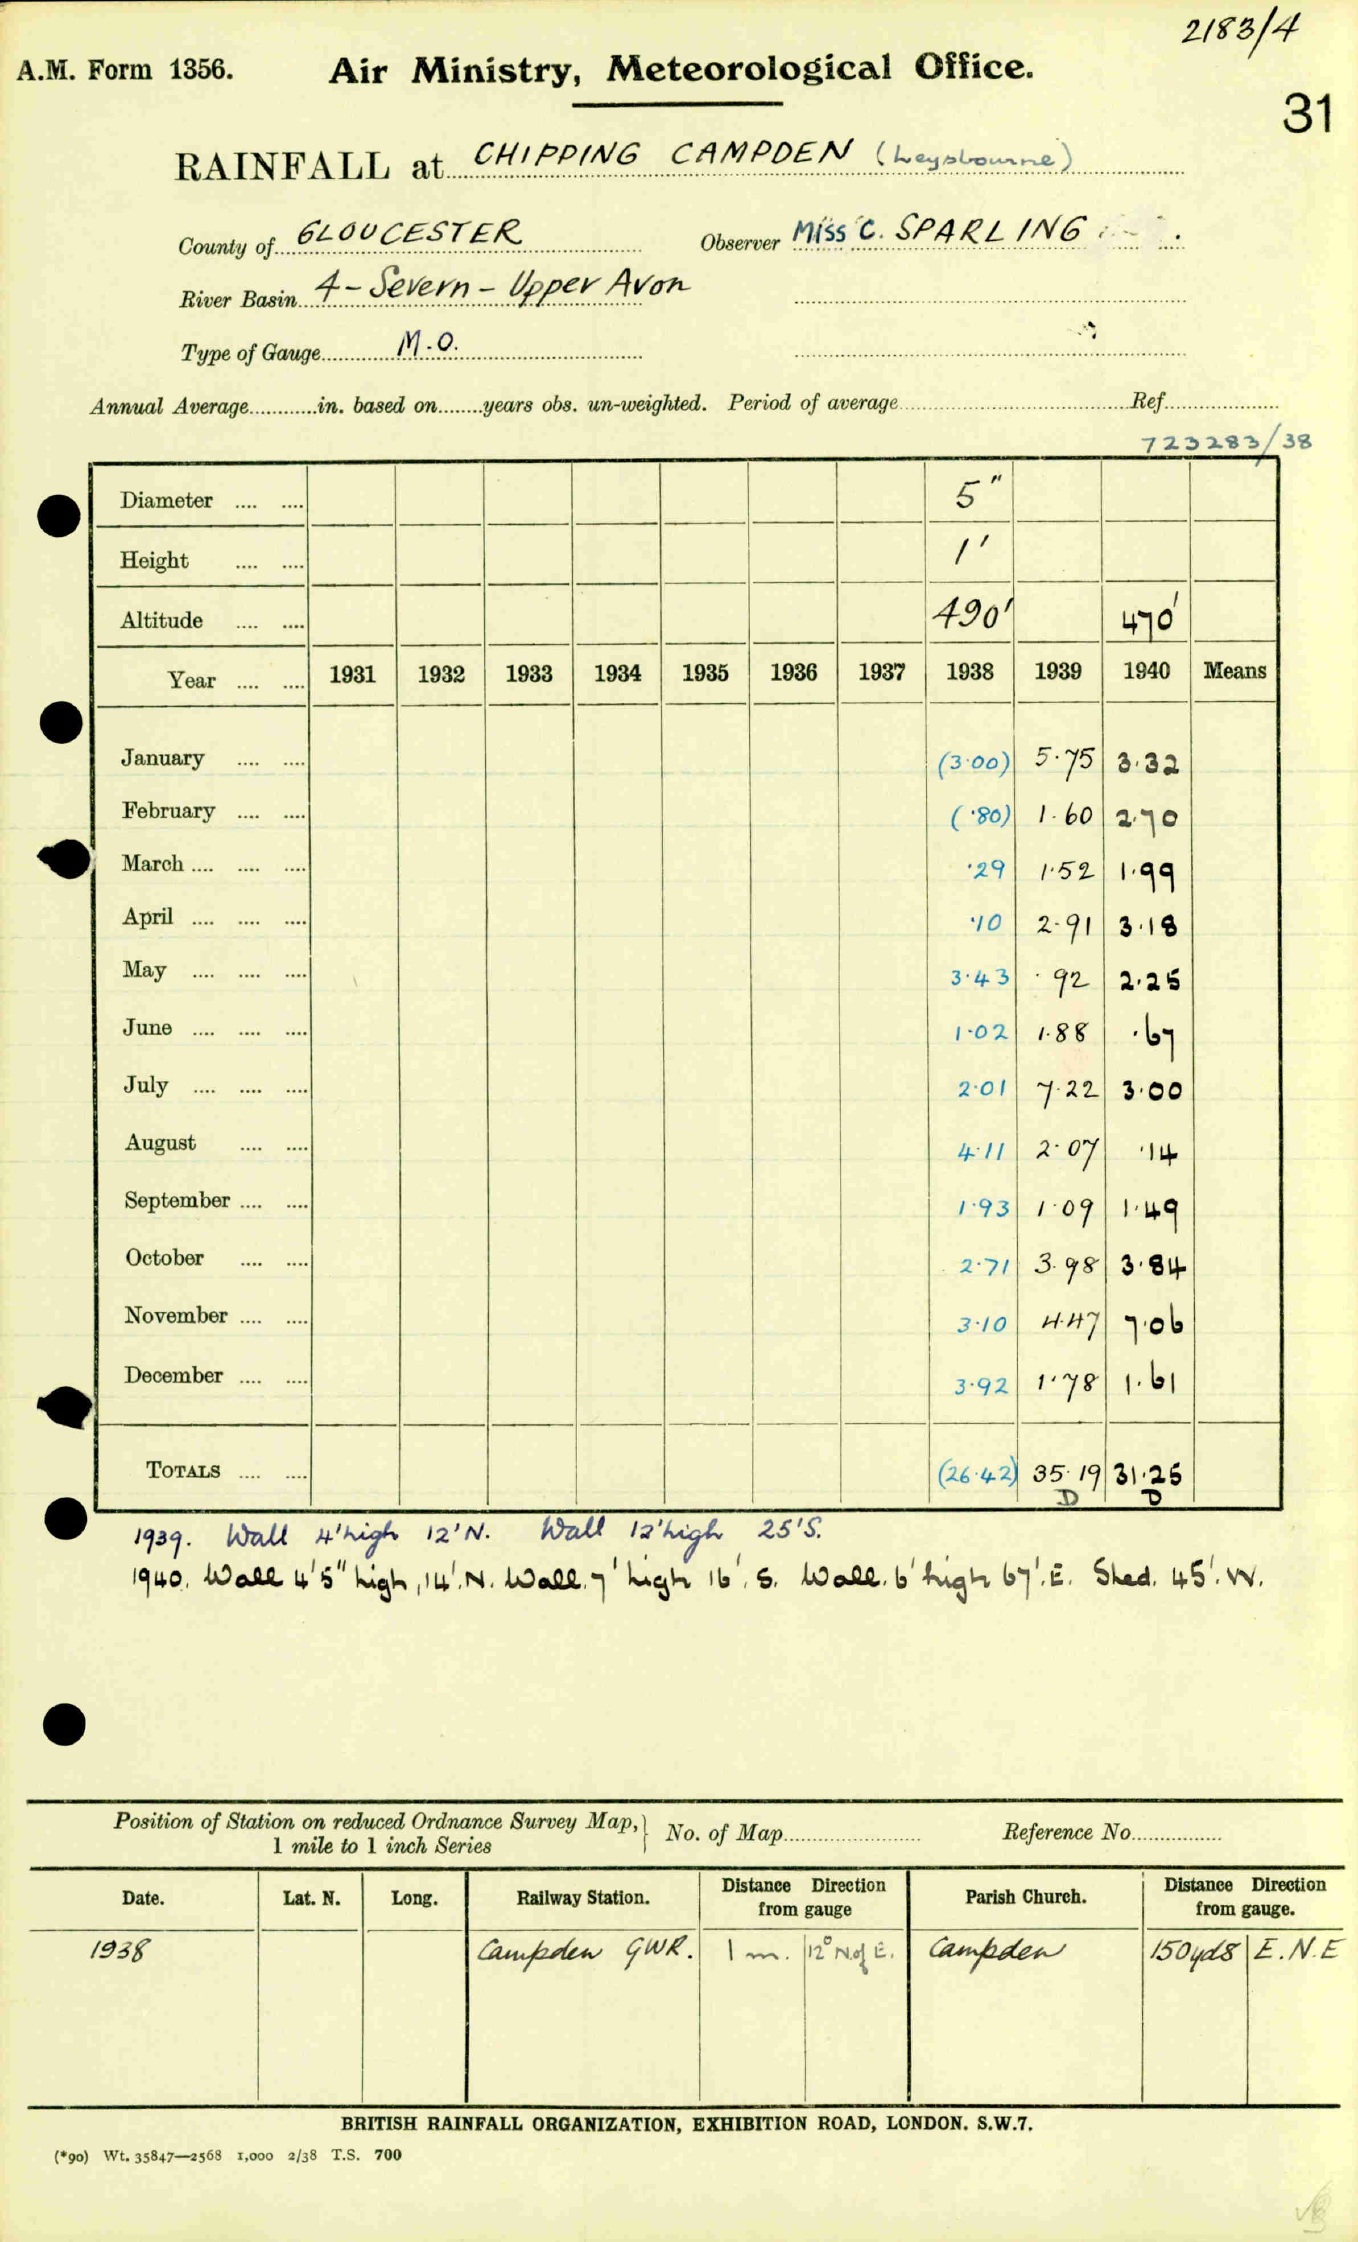 2183/4
A.M. Form 1356. Air Ministry, Meteorological Office.
31
RAINFALL at CHIPPING CAMPDEN (Leysbourne)
County of GLOUCESTER Observer Miss C. SPARLING
River Basin 4 - Severn - Upper Avon
Type of Gauge M.O.
Annual Average............in. based on........years obs. un-weighted. Period of average........Ref........
723283/38
Diameter .... .... 5"
Height .... .... 1'
Altitude .... .... 490' 470'
Year .... .... 1931 1932 1933 1934 1935 1936 1937 1938 1939 1940 Means
January .... .... (3·00) 5·75 3·32
February .... .... (·80) 1·60 2·70
March .... .... .... ·29 1·52 1·99
April .... .... .... ·10 2·91 3·18
May .... .... .... 3·43 ·92 2·25
June .... .... .... 1·02 1·88 ·67
July .... .... .... 2·01 7·22 3·00
August .... .... 4·11 2·07 ·14
September .... .... 1·93 1·09 1·49
October .... .... 2·71 3·98 3·84
November .... .... 3·10 4·47 7·06
December .... .... 3·92 1·78 1·61
TOTALS .... .... (26·42) 35·19 31·25
D D
1939. Wall 4' high 12' N. Wall 12' high 25' S.
1940. Wall 4'5" high, 14'. N. Wall. 7' high 16'. S. Wall. 6' high 67'. E. Shed. 45'. W.
Position of Station on reduced Ordnance Survey Map,} No. of Map........ Reference No........
1 mile to 1 inch Series
Date. Lat. N. Long. Railway Station. Distance Direction from gauge Parish Church. Distance Direction from gauge.
1938 Campden GWR. 1 m. 12° N. of E. Campden 150 yds E.N.E
BRITISH RAINFALL ORGANIZATION, EXHIBITION ROAD, LONDON. S.W.7.
(*90) Wt. 35847—2568 1,000 2/38 T.S. 700